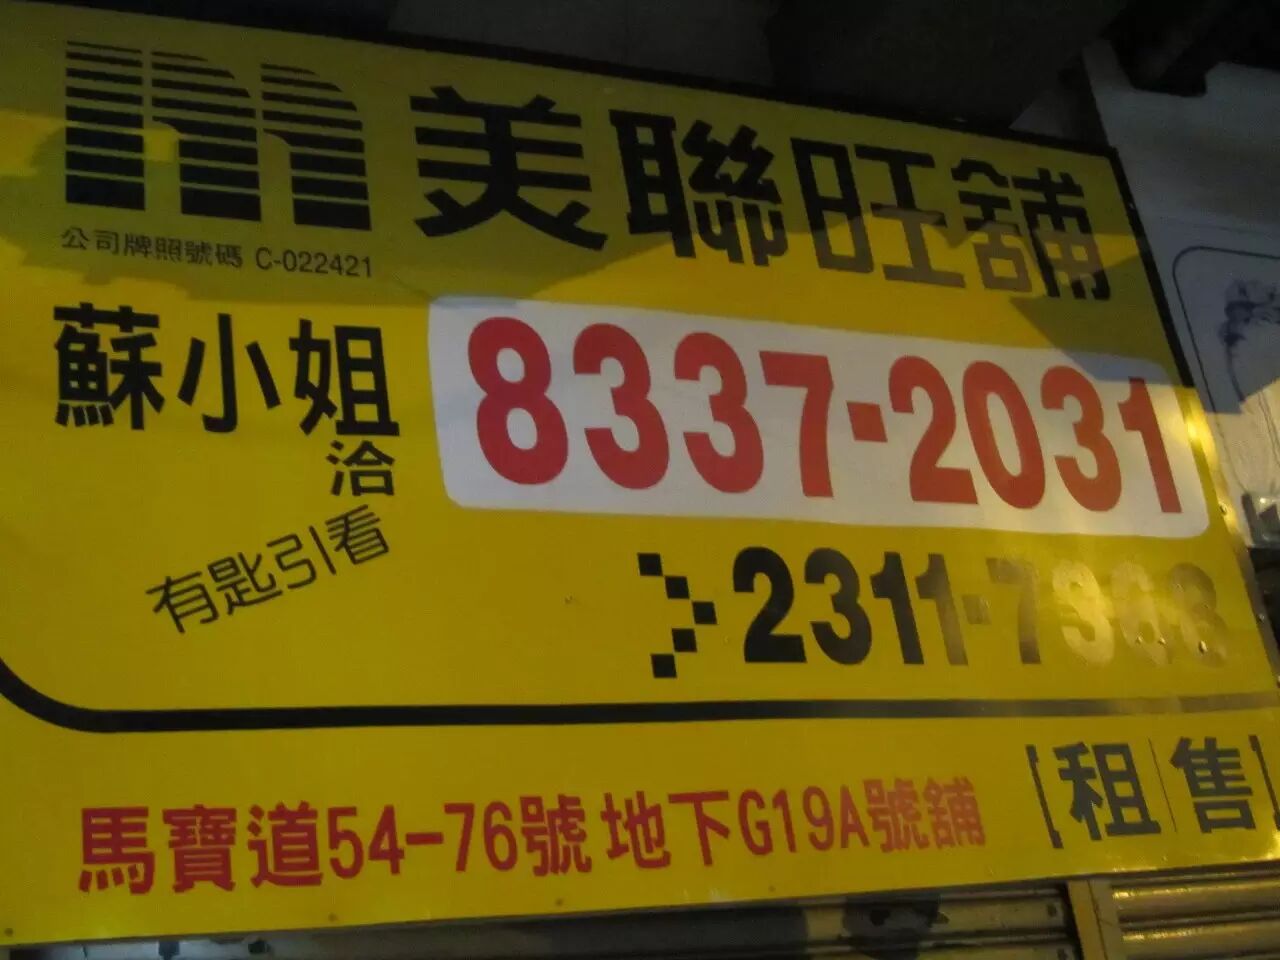 美聯旺舖
公司牌照號碼 C-022421
蘇小姐洽
8337-2031
有匙引看
2311-7368
馬寶道54-76號地下G19A號舖
[租|售]